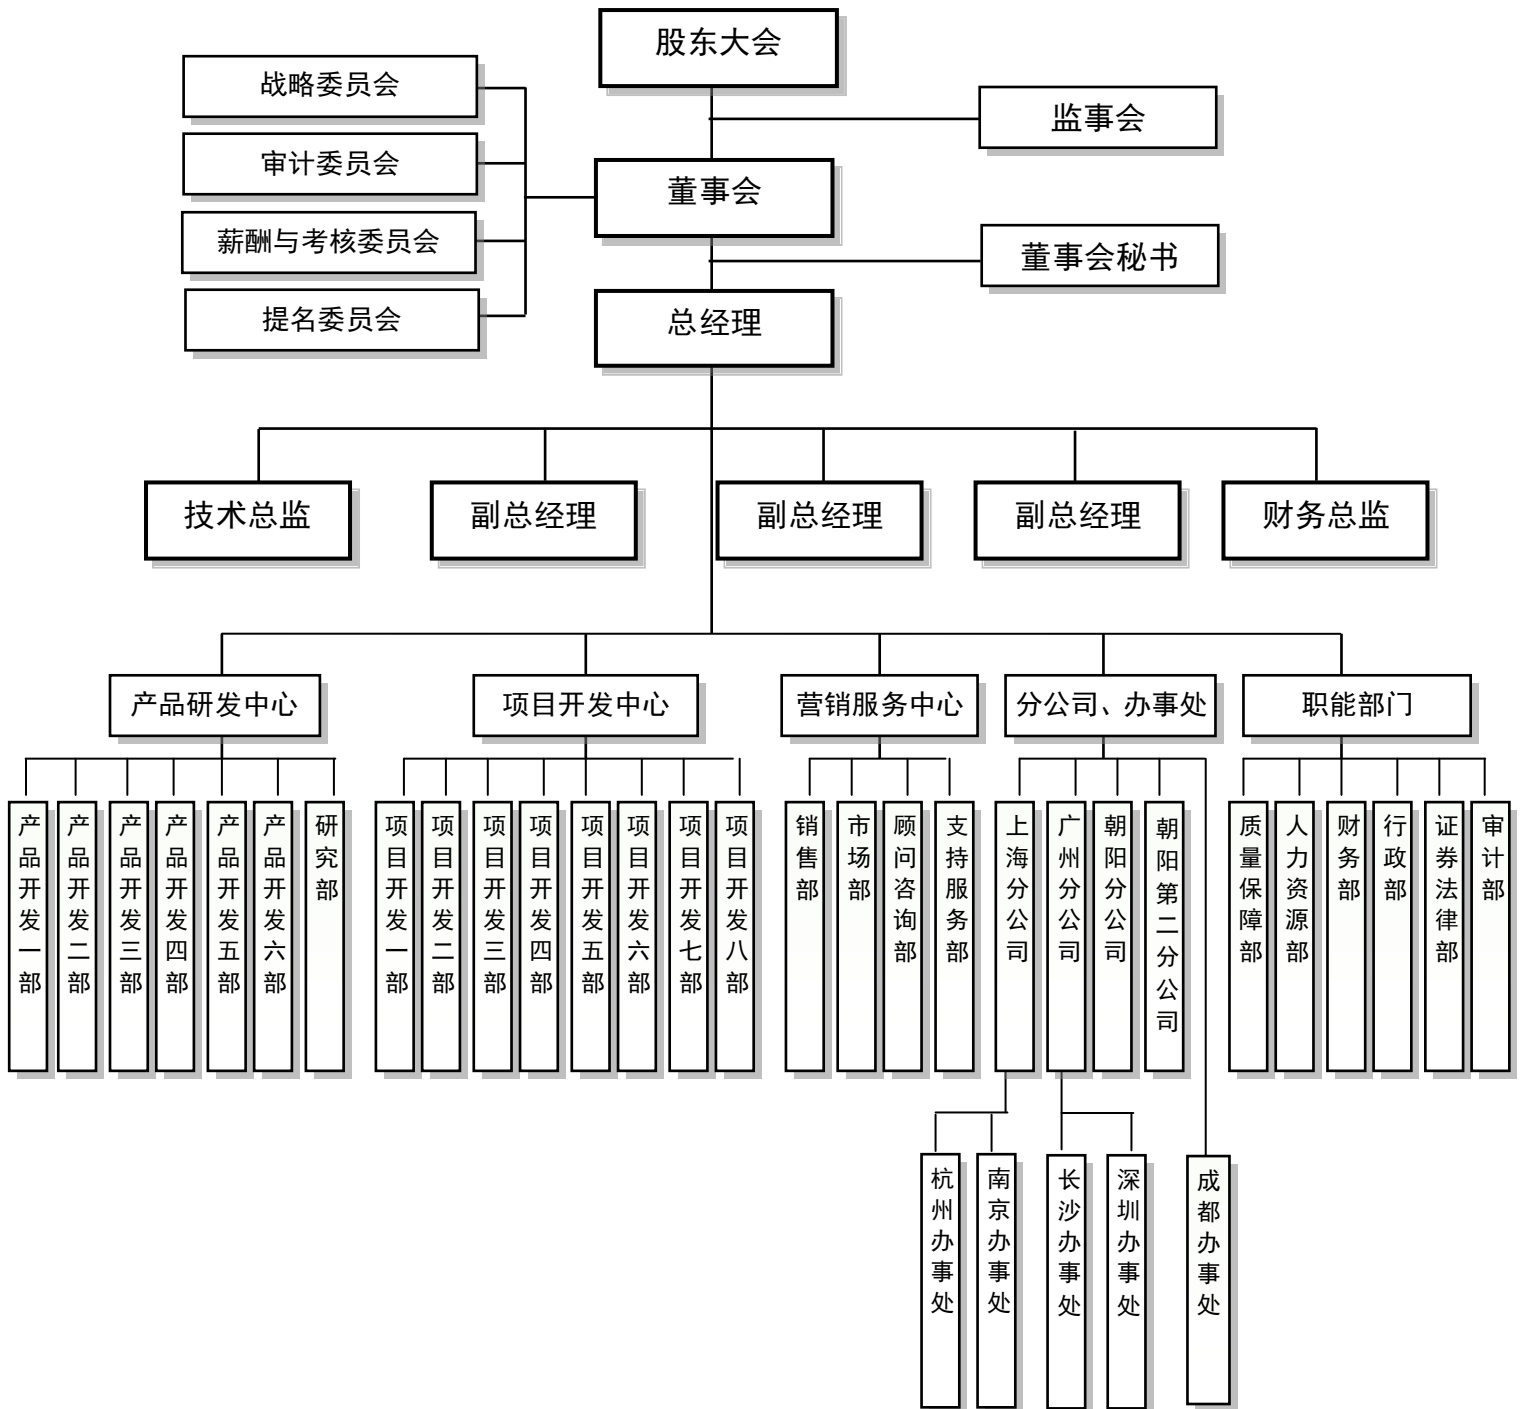 股东大会
战略委员会
监事会
审计委员会
董事会
薪酬与考核委员会
董事会秘书
提名委员会
总经理
技术总监
副总经理
副总经理
副总经理
财务总监
产品研发中心
项目开发中心
营销服务中心
分公司、办事处
职能部门
产品开发一部
产品开发二部
产品开发三部
产品开发四部
产品开发五部
产品开发六部
研究部
项目开发一部
项目开发二部
项目开发三部
项目开发四部
项目开发五部
项目开发六部
项目开发七部
项目开发八部
销售部
市场部
顾问咨询部
支持服务部
上海分公司
广州分公司
朝阳分公司
朝阳第二分公司
质量保障部
人力资源部
财务部
行政部
证券法律部
审计部
杭州办事处
南京办事处
长沙办事处
深圳办事处
成都办事处